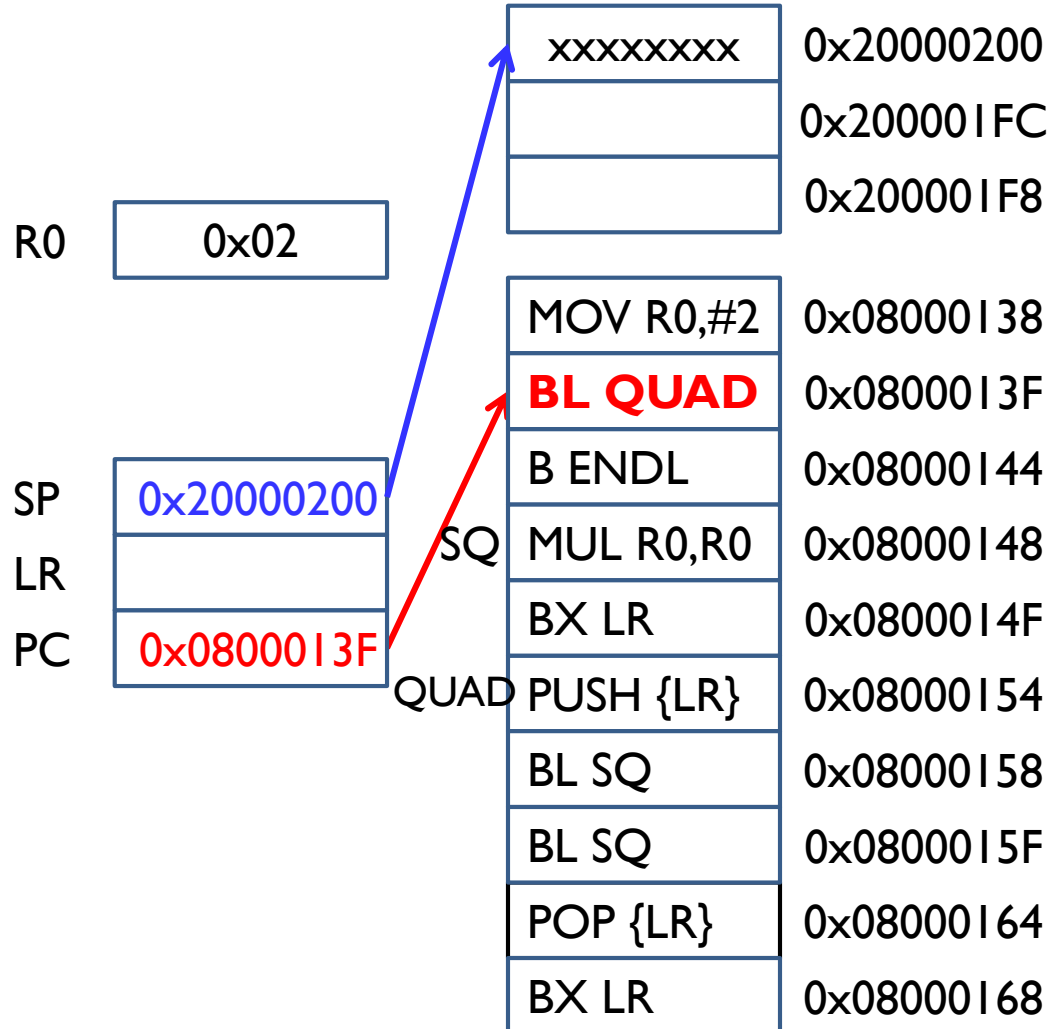 xxxxxxxx 0x20000200
0x200001FC
0x200001F8
R0 0x02
MOV R0,#2 0x08000138
BL QUAD 0x0800013F
B ENDL 0x08000144
SP 0x20000200
SQ MUL R0,R0 0x08000148
LR
BX LR 0x0800014F
PC 0x0800013F
QUAD PUSH {LR} 0x08000154
BL SQ 0x08000158
BL SQ 0x0800015F
POP {LR} 0x08000164
BX LR 0x08000168